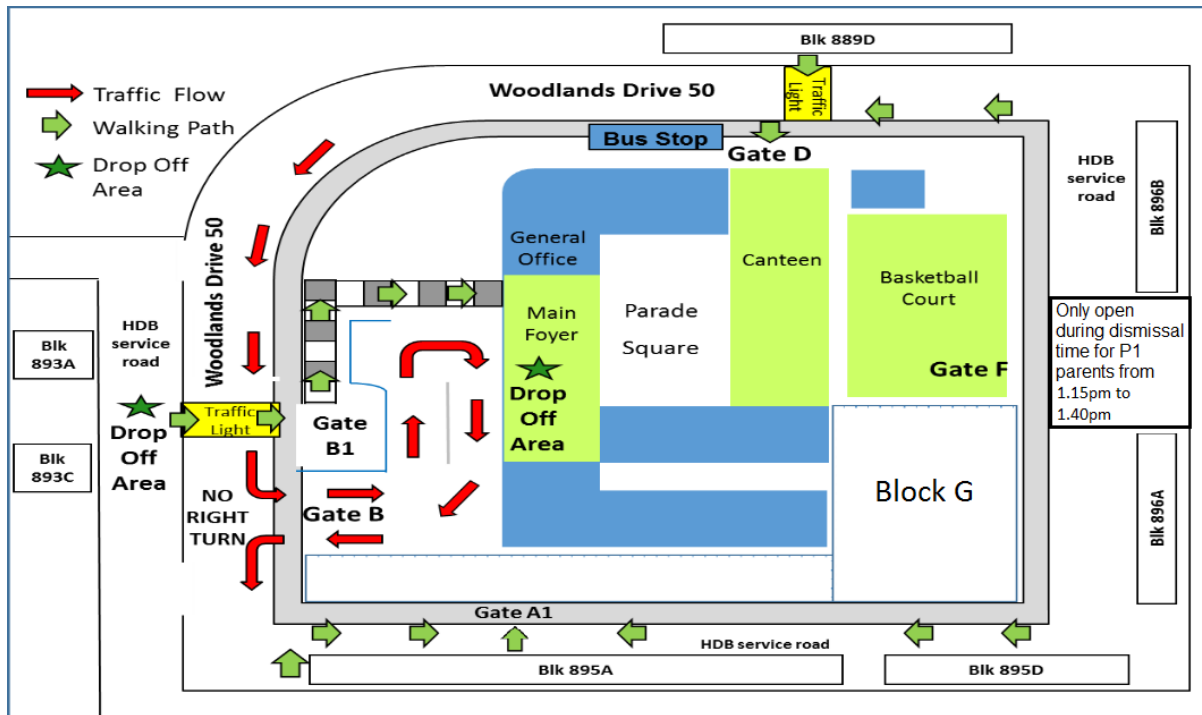 Blk 889D
Traffic Flow
Walking Path
Drop Off
Area
Woodlands Drive 50
Traffic
Light
Bus Stop
Gate D
HDB
service
road
Blk 896B
Woodlands Drive 50
General
Office
Canteen
Basketball
Court
Main
Foyer
Parade
Square
HDB
service
road
Blk
893A
Only open
during dismissal
time for P1
parents from
1.15pm to
1.40pm
Gate F
Drop
Off
Area
Traffic
Light
Gate
B1
Drop
Off
Area
Blk
893C
NO
RIGHT
TURN
Gate B
Block G
Blk 896A
Gate A1
HDB service road
Blk 895A
Blk 895D